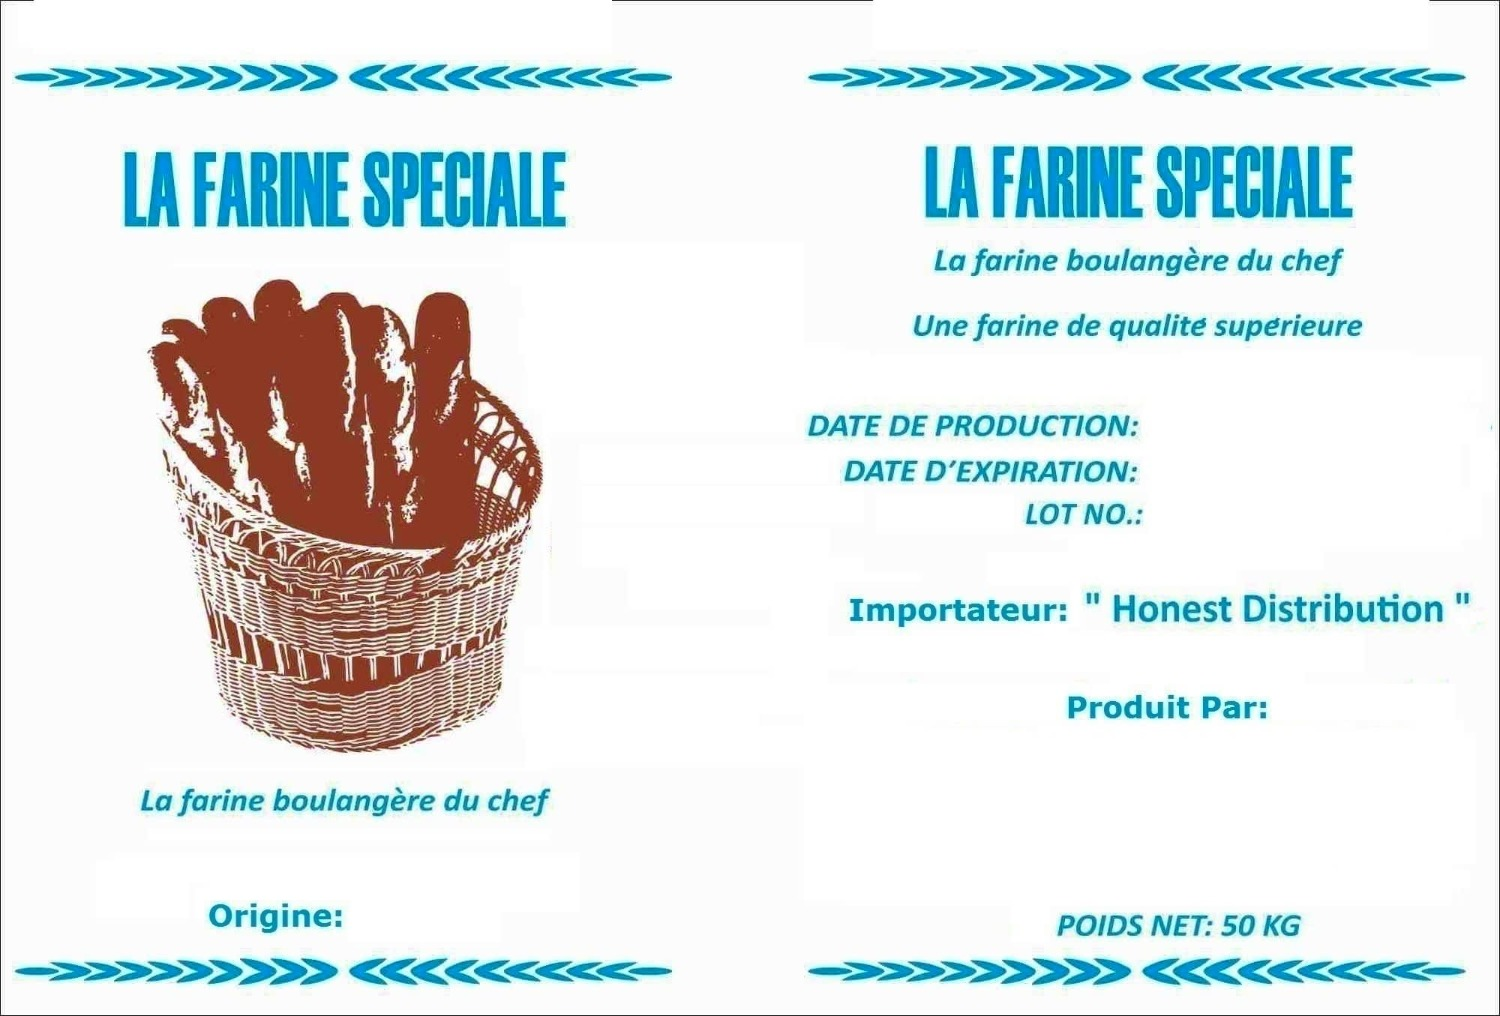 LA FARINE SPECIALE
La farine boulangère du chef
Origine:
LA FARINE SPECIALE
La farine boulangère du chef
Une farine de qualité supérieure
DATE DE PRODUCTION:
DATE D’EXPIRATION:
LOT NO.:
Importateur: " Honest Distribution "
Produit Par:
POIDS NET: 50 KG